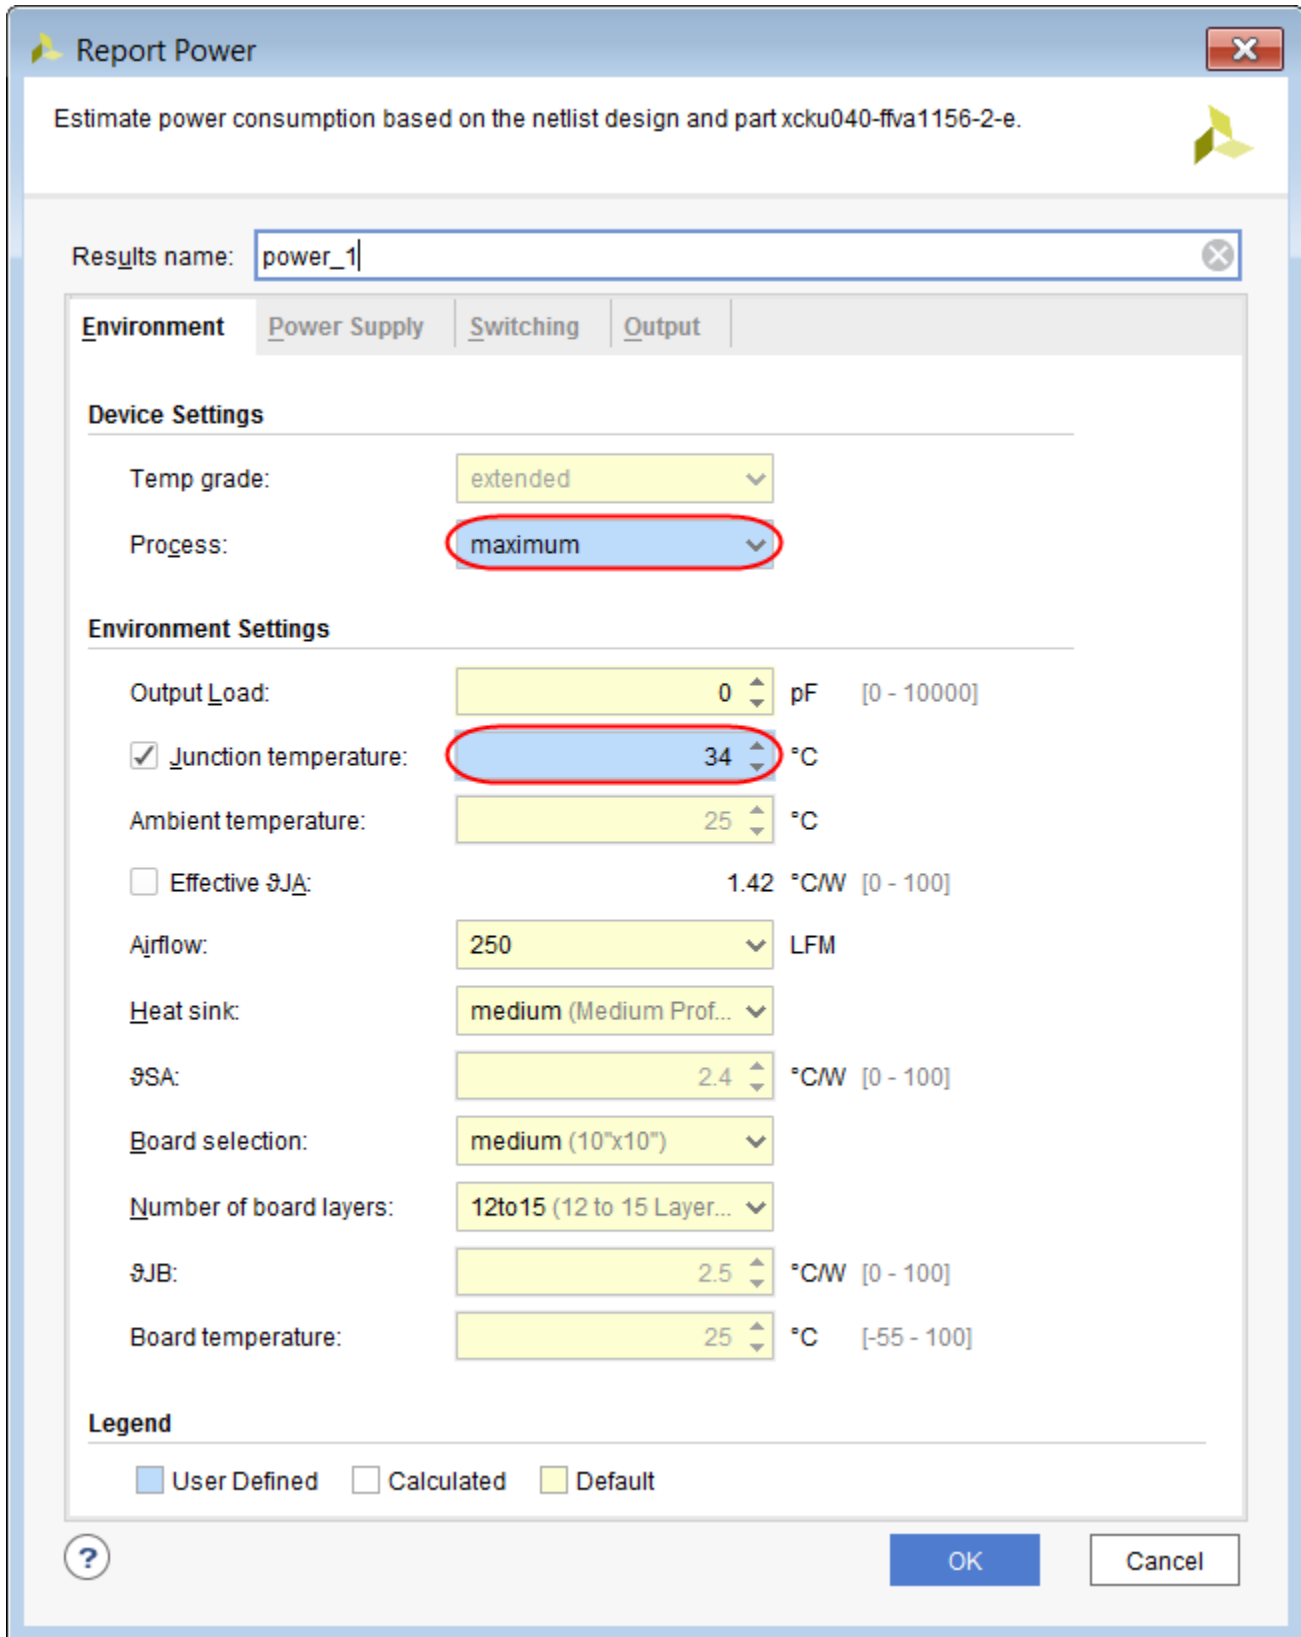 Report Power
Estimate power consumption based on the netlist design and part xcku040-ffva1156-2-e.
Results name: power_1
Environment Power Supply Switching Output
Device Settings
Temp grade: extended
Process: maximum
Environment Settings
Output Load: 0 pF [0 - 10000]
Junction temperature: 34 °C
Ambient temperature: 25 °C
Effective ϑJA: 1.42 °C/W [0 - 100]
Airflow: 250 LFM
Heat sink: medium (Medium Prof...
ϑSA: 2.4 °C/W [0 - 100]
Board selection: medium (10"x10")
Number of board layers: 12to15 (12 to 15 Layer...
ϑJB: 2.5 °C/W [0 - 100]
Board temperature: 25 °C [-55 - 100]
Legend
User Defined Calculated Default
? OK Cancel